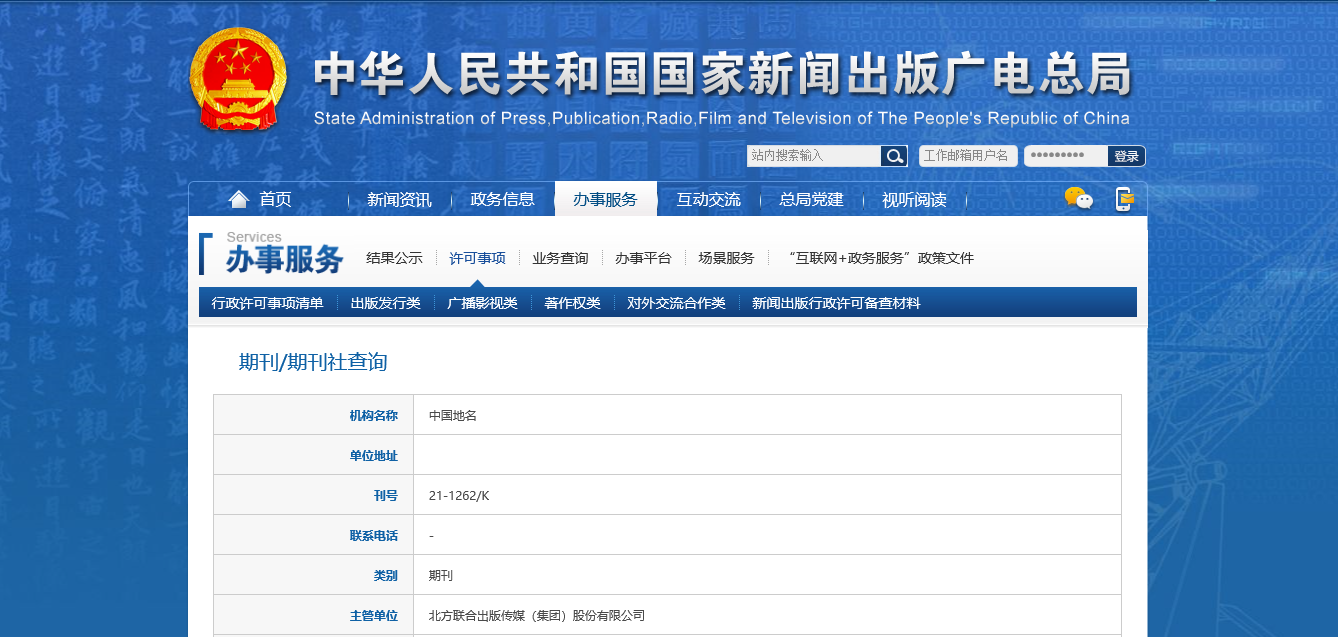 中华人民共和国国家新闻出版广电总局
State Administration of Press,Publication,Radio,Film and Television of The People's Republic of China
站内搜索输入 工作邮箱用户名 ●●●●●●●●● 登录
首页 新闻资讯 政务信息 办事服务 互动交流 总局党建 视听阅读
Services
办事服务 结果公示 许可事项 业务查询 办事平台 场景服务 “互联网+政务服务”政策文件
行政许可事项清单 出版发行类 广播影视类 著作权类 对外交流合作类 新闻出版行政许可备查材料
期刊/期刊社查询
机构名称 中国地名
单位地址
刊号 21-1262/K
联系电话 -
类别 期刊
主管单位 北方联合出版传媒（集团）股份有限公司